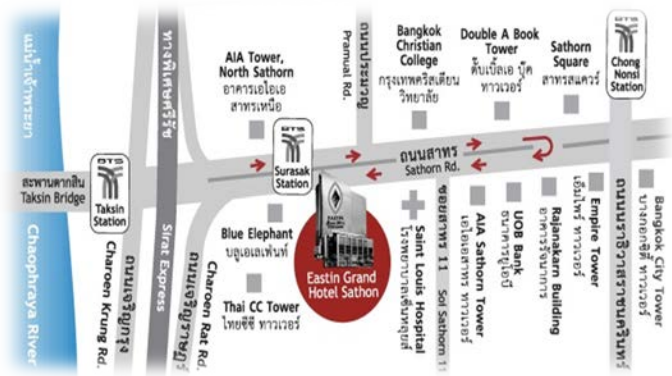 แม่น้ำเจ้าพระยา
Chaophraya River
สะพานตากสิน
Taksin Bridge
BTS
Taksin
Station
ถนนเจริญกรุง
Charoen Krung Rd.
ทางพิเศษศรีรัช
Sirat Express
ถนนเจริญราษฎร์
Charoen Rat Rd.
AIA Tower,
North Sathorn
อาคารเอไอเอ
สาทรเหนือ
BTS
Surasak
Station
Blue Elephant
บลูเอเลเฟ่นท์
Thai CC Tower
ไทยซีซี ทาวเวอร์
Eastin Grand
Hotel Sathon
ถนนประมวญ
Pramual Rd.
Bangkok
Christian
College
กรุงเทพคริสเตียน
วิทยาลัย
Double A Book
Tower
ดับเบิ้ลเอ บุ๊ค
ทาวเวอร์
Sathorn
Square
สาทรสแควร์
BTS
Chong
Nonsi
Station
ถนนสาทร
Sathorn Rd.
Saint Louis Hospital
โรงพยาบาลเซ็นหลุยส์
ซอยสาทร 11
Soi Sathorn 11
AIA Sathorn Tower
เอไอเอสาทร ทาวเวอร์
UOB Bank
ธนาคารยูโอบี
Rajanakarn Building
อาคารรัจนาการ
Empire Tower
เอ็มไพร์ ทาวเวอร์
ถนนนราธิวาสราชนครินทร์
Bangkok City Tower
บางกอกซิตี้ ทาวเวอร์